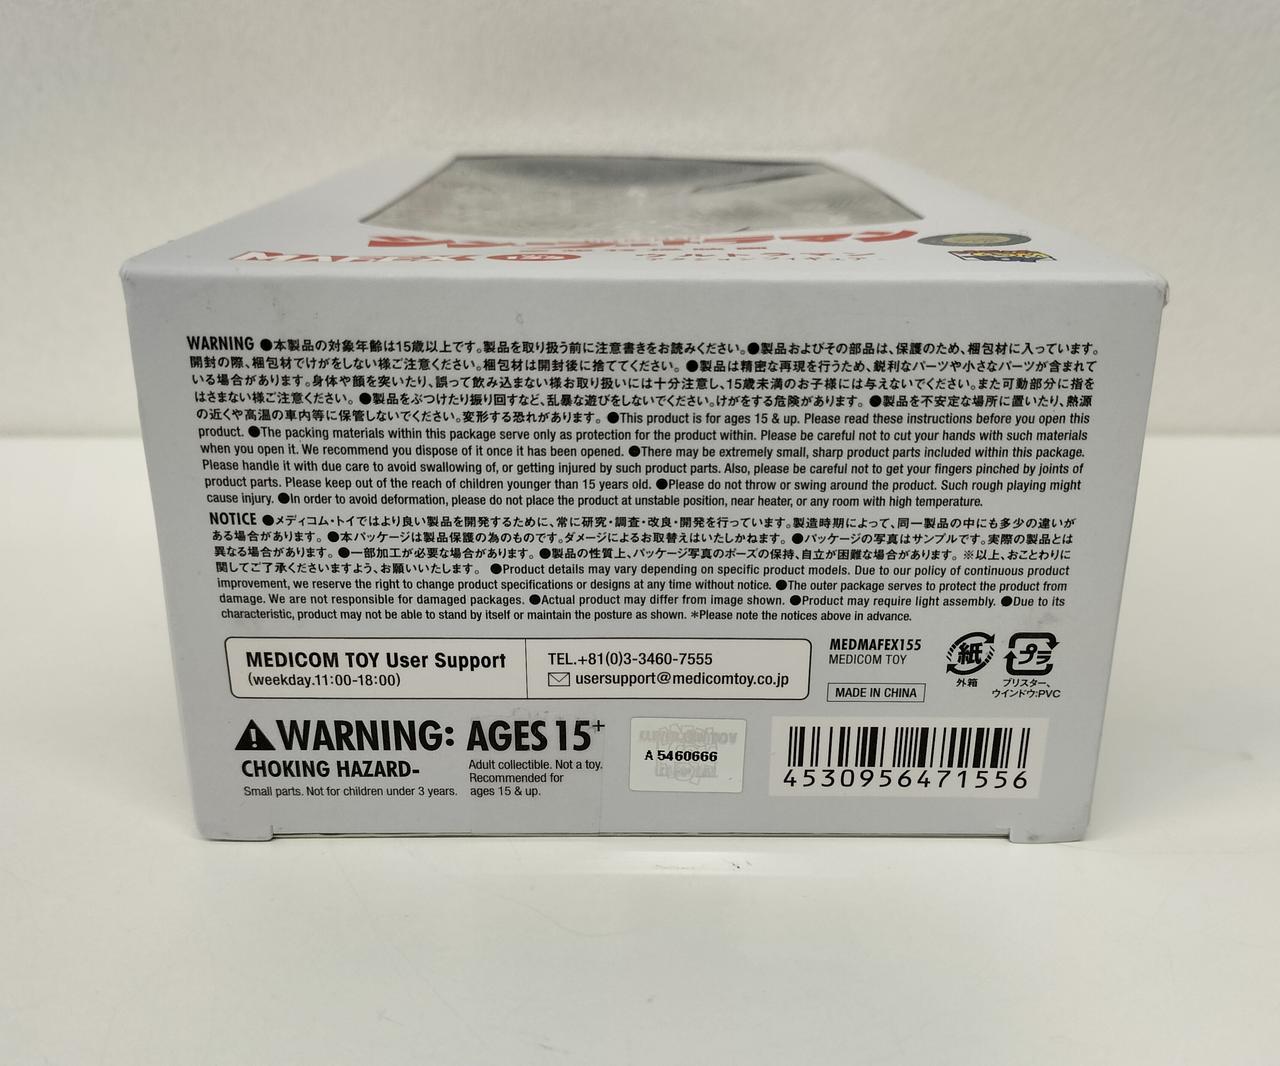 シン・ウルトラマン
MAFEX
ウルトラマン
WARNING ●本製品の対象年齢は15歳以上です。製品を取り扱う前に注意書きをお読みください。●製品およびその部品は、保護のため、梱包材に入っています。
開封の際、梱包材でけがをしない様ご注意ください。梱包材は開封後に捨ててください。●製品は精密な再現を行うため、鋭利なパーツや小さなパーツが含まれて
いる場合があります。身体や顔を突いたり、誤って飲み込まない様お取り扱いには十分注意し、15歳未満のお子様には与えないでください。また可動部分に指を
はさまない様ご注意ください。●製品をぶつけたり振り回すなど、乱暴な遊びをしないでください。けがをする危険があります。●製品を不安定な場所に置いたり、熱源
の近くや高温の車内等に保管しないでください。変形する恐れがあります。●This product is for ages 15 & up. Please read these instructions before you open this
product. ●The packing materials within this package serve only as protection for the product within. Please be careful not to cut your hands with such materials
when you open it. We recommend you dispose of it once it has been opened. ●There may be extremely small, sharp product parts included within this package.
Please handle it with due care to avoid swallowing of, or getting injured by such product parts. Also, please be careful not to get your fingers pinched by joints of
product parts. Please keep out of the reach of children younger than 15 years old. ●Please do not throw or swing around the product. Such rough playing might
cause injury. ●In order to avoid deformation, please do not place the product at unstable position, near heater, or any room with high temperature.
NOTICE ●メディコム・トイではより良い製品を開発するために、常に研究・調査・改良・開発を行っています。製造時期によって、同一製品の中にも多少の違いが
ある場合があります。●本パッケージは製品保護の為のものです。ダメージによるお取替えはいたしかねます。●パッケージの写真はサンプルです。実際の製品とは
異なる場合があります。●一部加工が必要な場合があります。●製品の性質上、パッケージ写真のポーズの保持、自立が困難な場合があります。※以上、おことわりに
関してご了承くださいますよう、お願いいたします。●Product details may vary depending on specific product models. Due to our policy of continuous product
improvement, we reserve the right to change product specifications or designs at any time without notice. ●The outer package serves to protect the product from
damage. We are not responsible for damaged packages. ●Actual product may differ from image shown. ●Product may require light assembly. ●Due to its
characteristic, product may not be able to stand by itself or maintain the posture as shown. *Please note the notices above in advance.
MEDICOM TOY User Support
(weekday.11:00-18:00)
TEL.+81(0)3-3460-7555
usersupport@medicomtoy.co.jp
MEDMAFEX155
MEDICOM TOY
MADE IN CHINA
紙
外箱
プラ
ブリスター、
ウインドウ:PVC
WARNING:
CHOKING HAZARD-
Small parts. Not for children under 3 years.
AGES 15+
Adult collectible. Not a toy.
Recommended for
ages 15 & up.
A 5460666
4530956471556